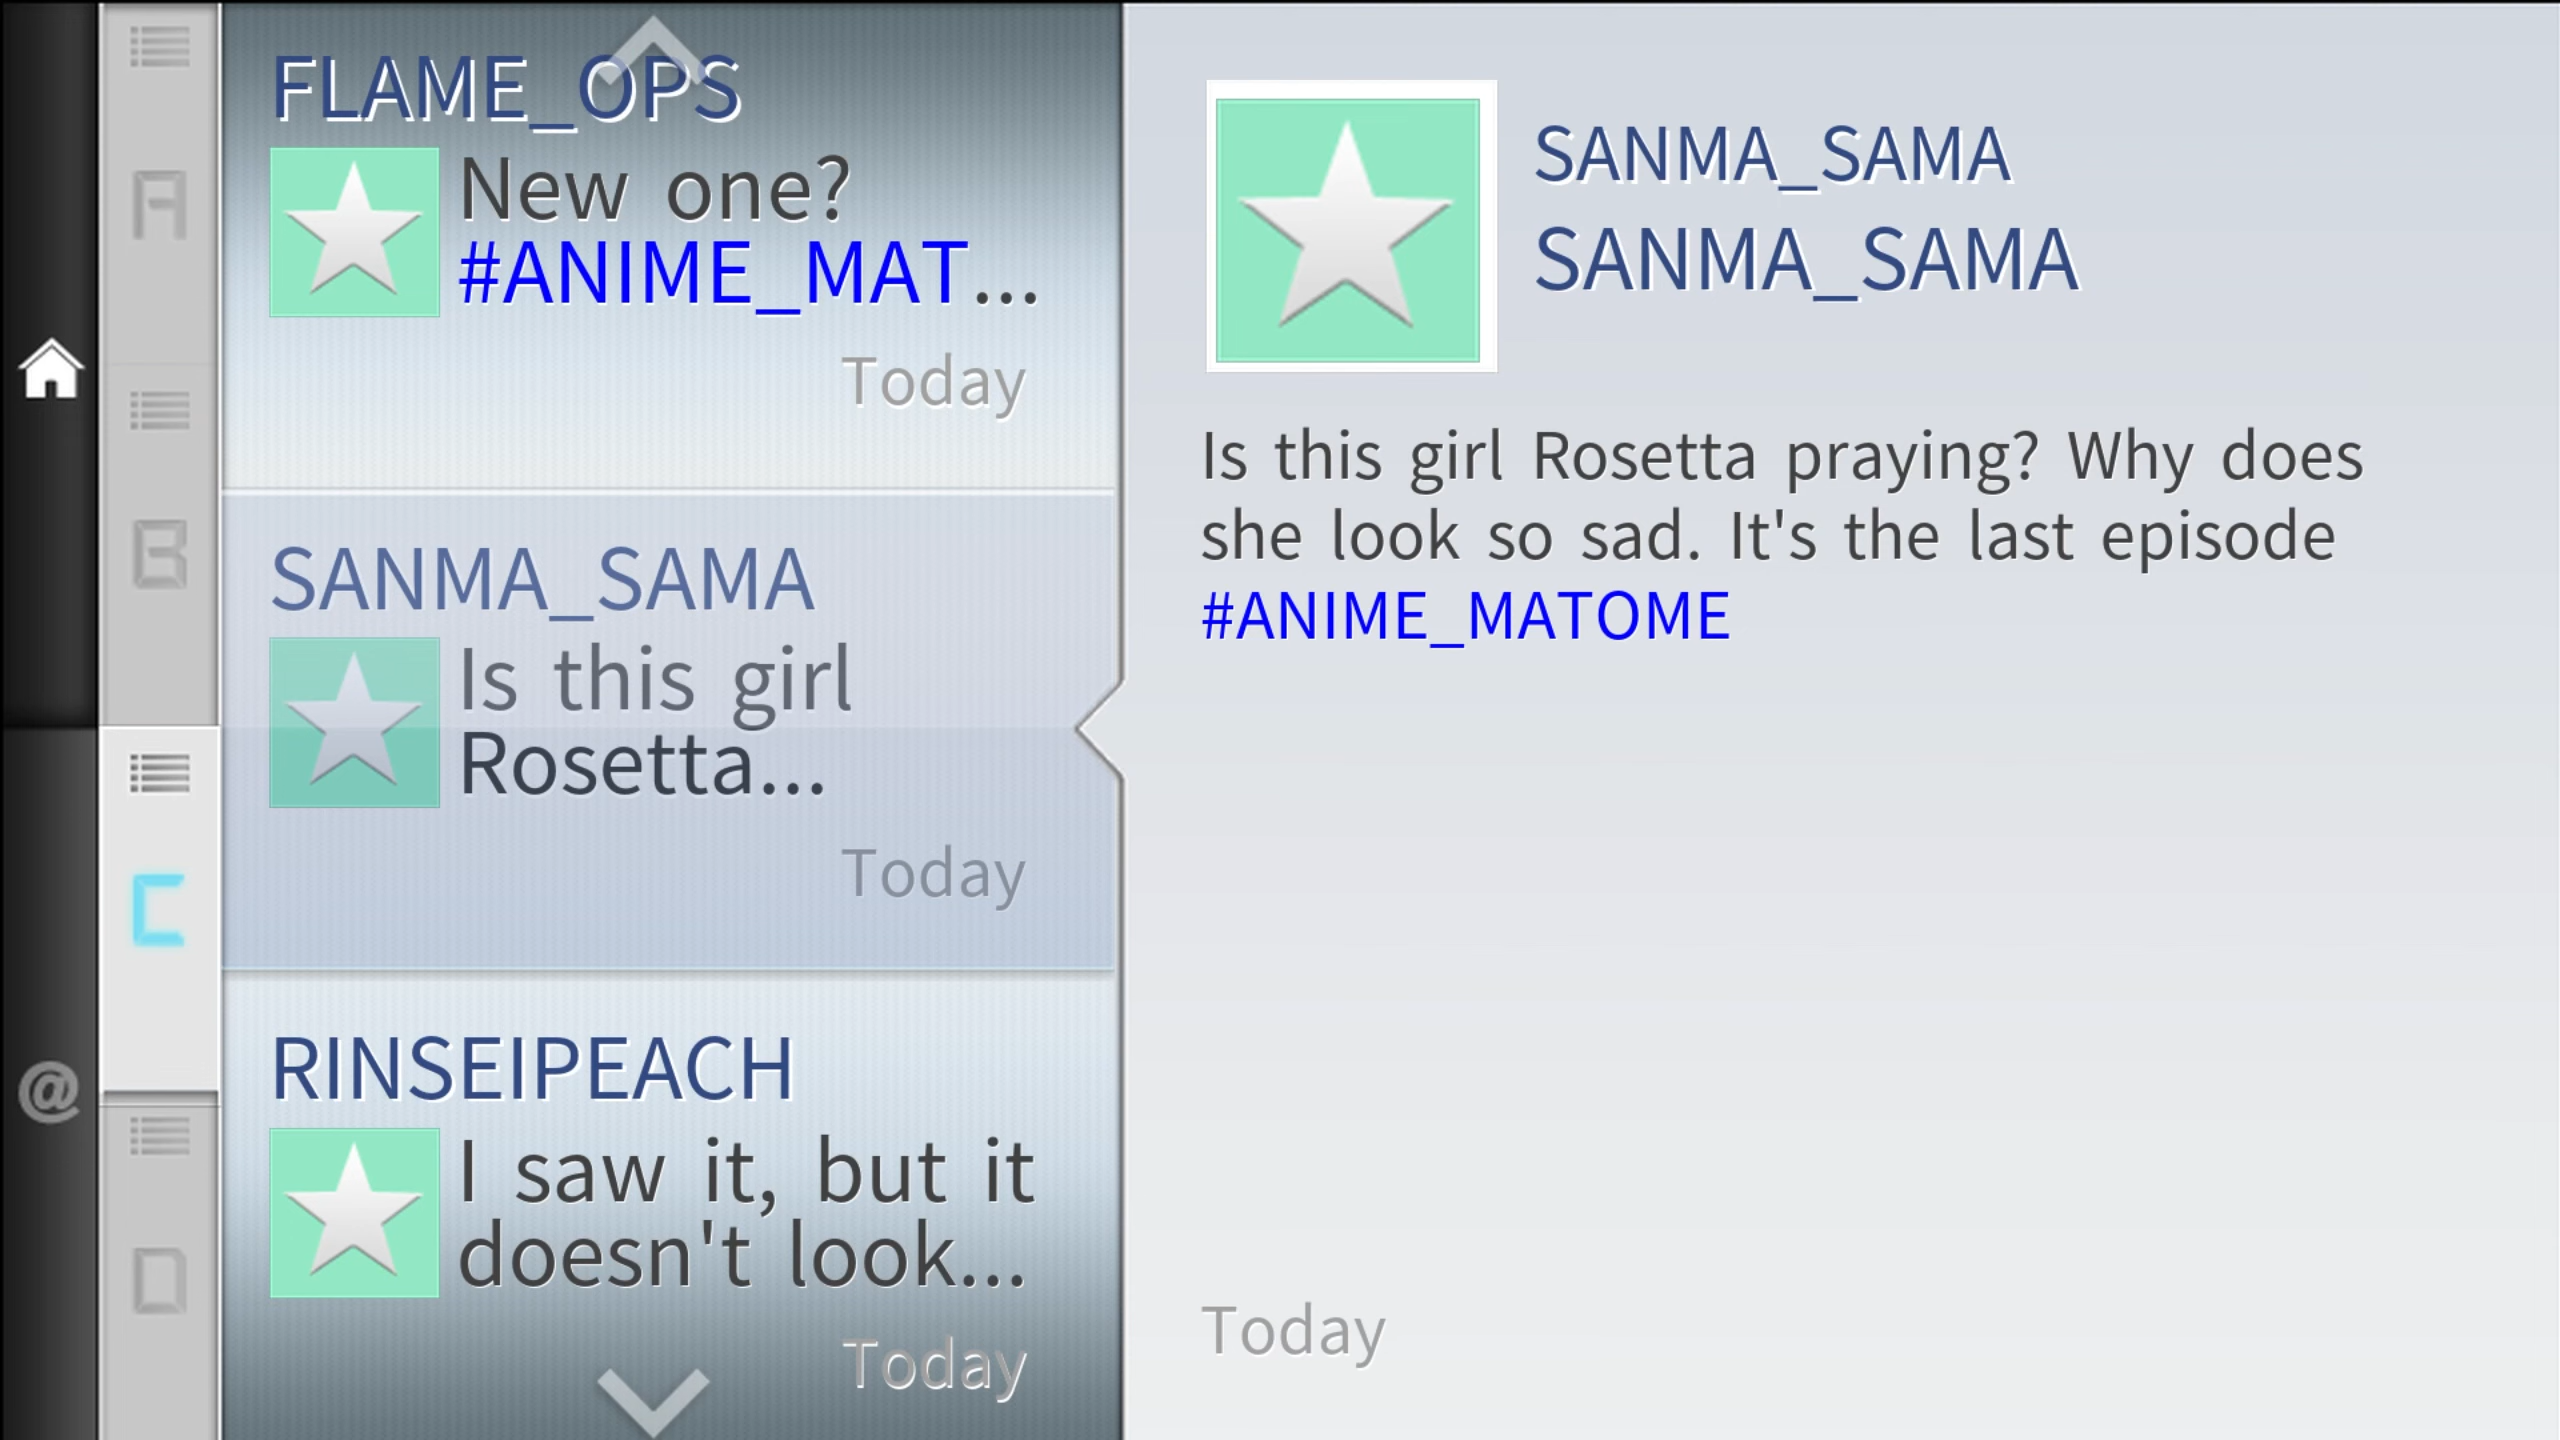 A
B
C
D
@
FLAME_OPS
New one?
#ANIME_MAT...
Today
SANMA_SAMA
Is this girl
Rosetta...
Today
RINSEIPEACH
I saw it, but it
doesn't look...
Today
SANMA_SAMA
SANMA_SAMA
Is this girl Rosetta praying? Why does
she look so sad. It's the last episode
#ANIME_MATOME
Today